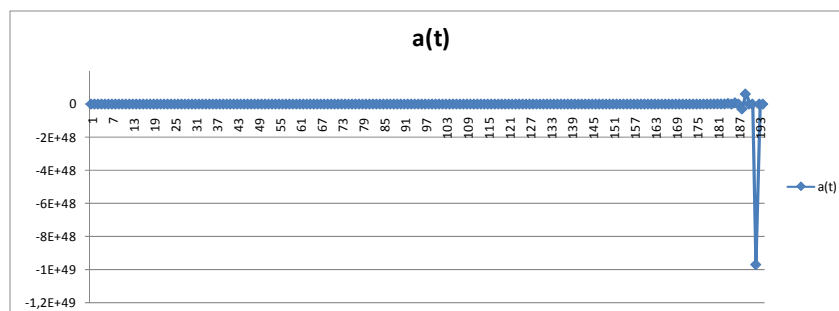 a(t)
0
-2E+48
-4E+48
-6E+48
-8E+48
-1E+49
-1,2E+49
1 7 13 19 25 31 37 43 49 55 61 67 73 79 85 91 97 103 109 115 121 127 133 139 145 151 157 163 169 175 181 187 193
a(t)